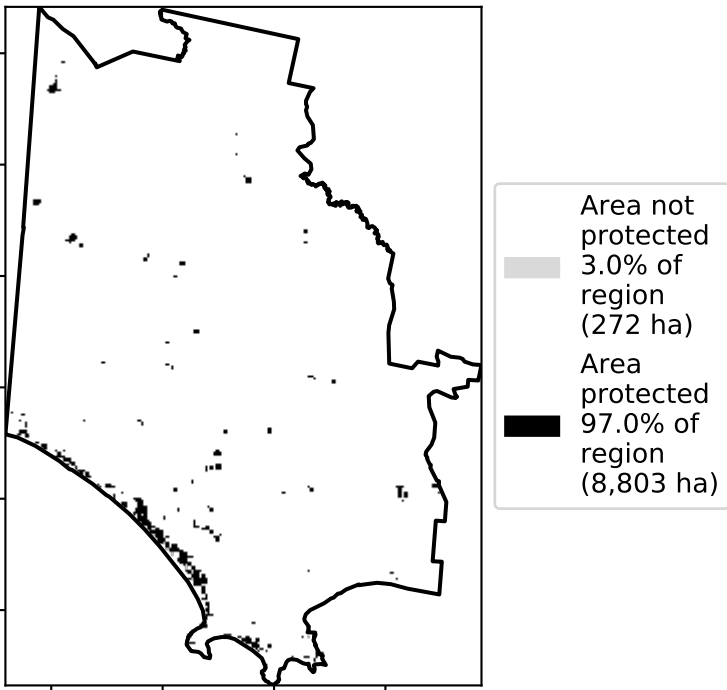 Area not
protected
3.0% of
region
(272 ha)
Area
protected
97.0% of
region
(8,803 ha)